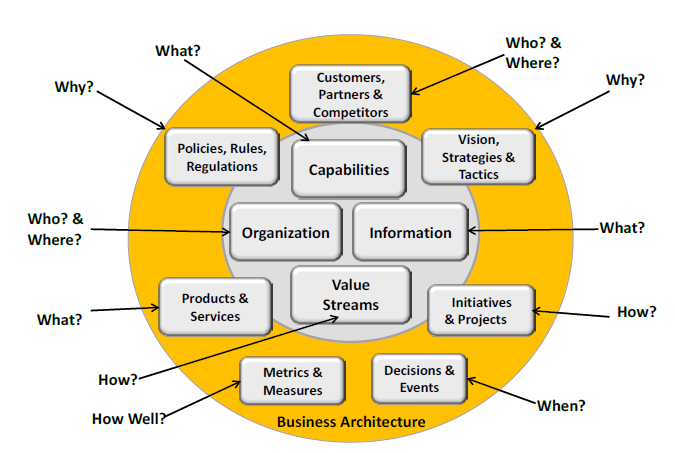 What?
Who? &
Where?
Why?
Why?
Customers,
Partners &
Competitors
Policies, Rules,
Regulations
Vision,
Strategies &
Tactics
Capabilities
Who? &
Where?
Organization
Information
What?
Products &
Services
Value
Streams
Initiatives
& Projects
What?
How?
How?
Metrics &
Measures
Decisions &
Events
How Well?
When?
Business Architecture